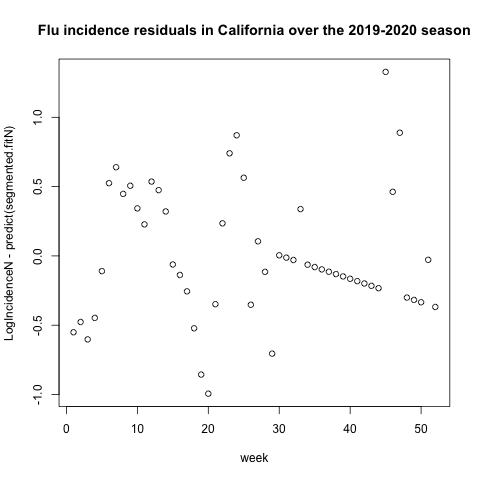 Flu incidence residuals in California over the 2019-2020 season
LogIncidenceN - predict(segmented.fitN)
1.0
0.5
0.0
-0.5
-1.0
0 10 20 30 40 50
week